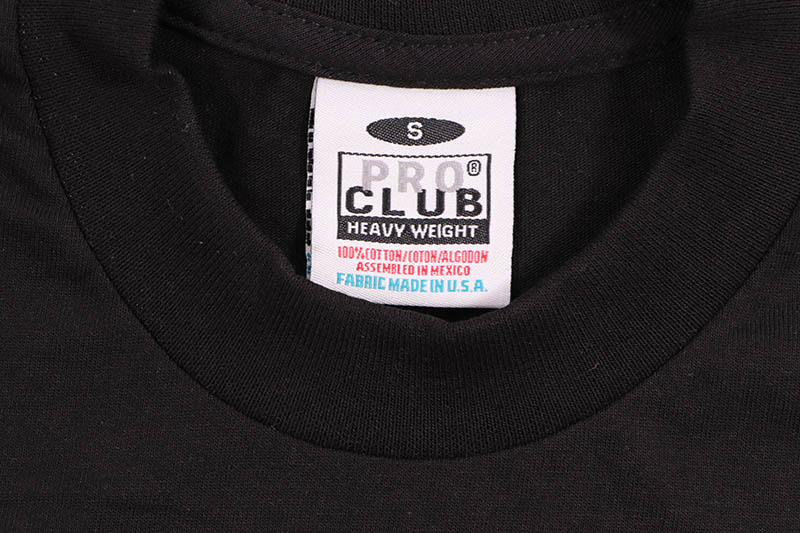 S
PRO®
CLUB
HEAVY WEIGHT
100%COTTON/COTON/ALGODON
ASSEMBLED IN MEXICO
FABRIC MADE IN U.S.A.